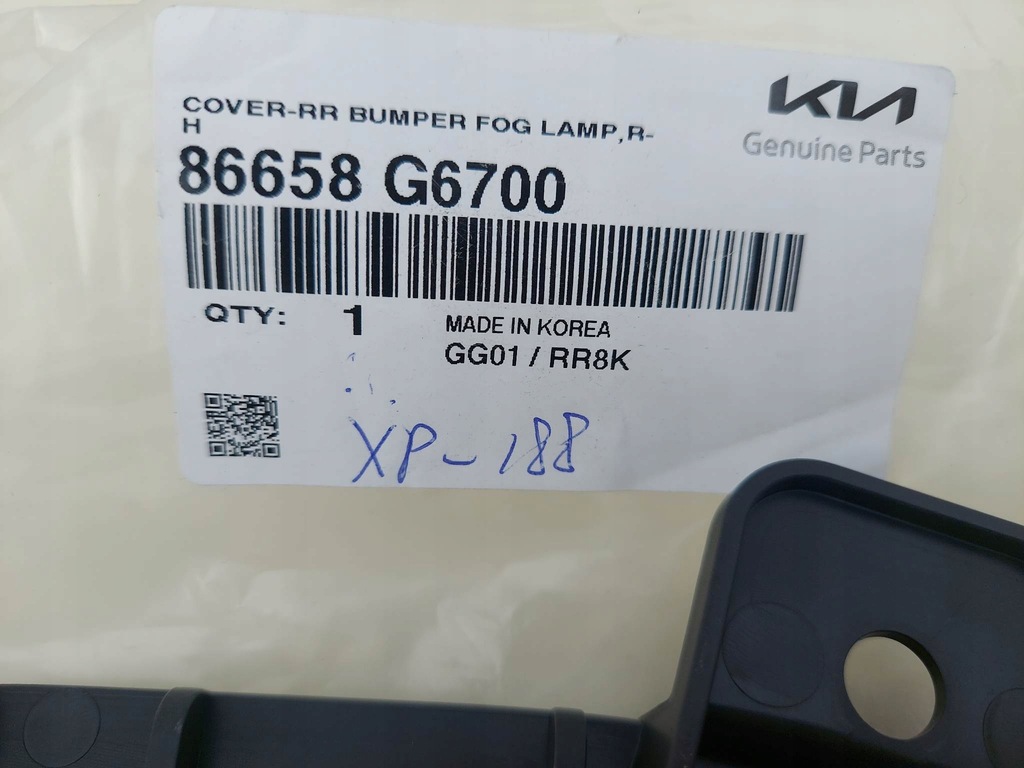 KIA
Genuine Parts
COVER-RR BUMPER FOG LAMP,R-
H
86658 G6700
QTY: 1
MADE IN KOREA
GG01 / RR8K
XP-188